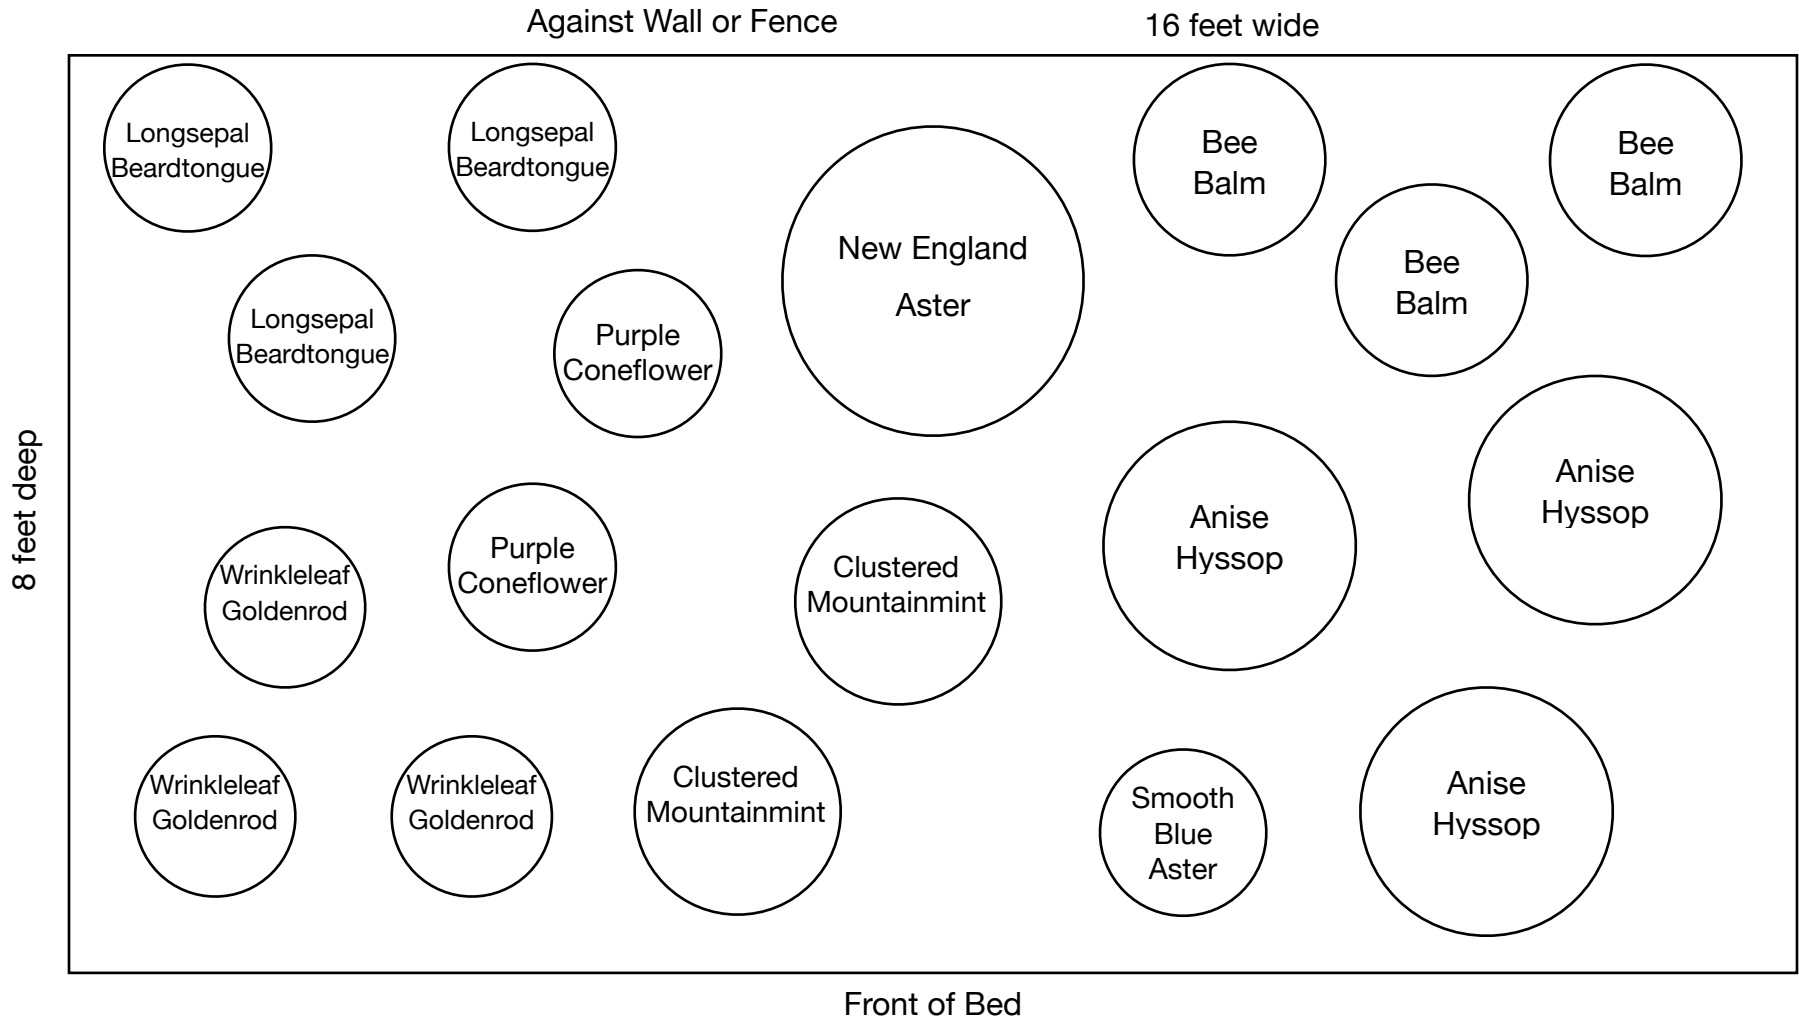 Against Wall or Fence
16 feet wide
Longsepal
Beardtongue
Longsepal
Beardtongue
New England
Aster
Bee
Balm
Bee
Balm
Bee
Balm
Longsepal
Beardtongue
Purple
Coneflower
8 feet deep
Wrinkleleaf
Goldenrod
Purple
Coneflower
Clustered
Mountainmint
Anise
Hyssop
Anise
Hyssop
Wrinkleleaf
Goldenrod
Wrinkleleaf
Goldenrod
Clustered
Mountainmint
Smooth
Blue
Aster
Anise
Hyssop
Front of Bed